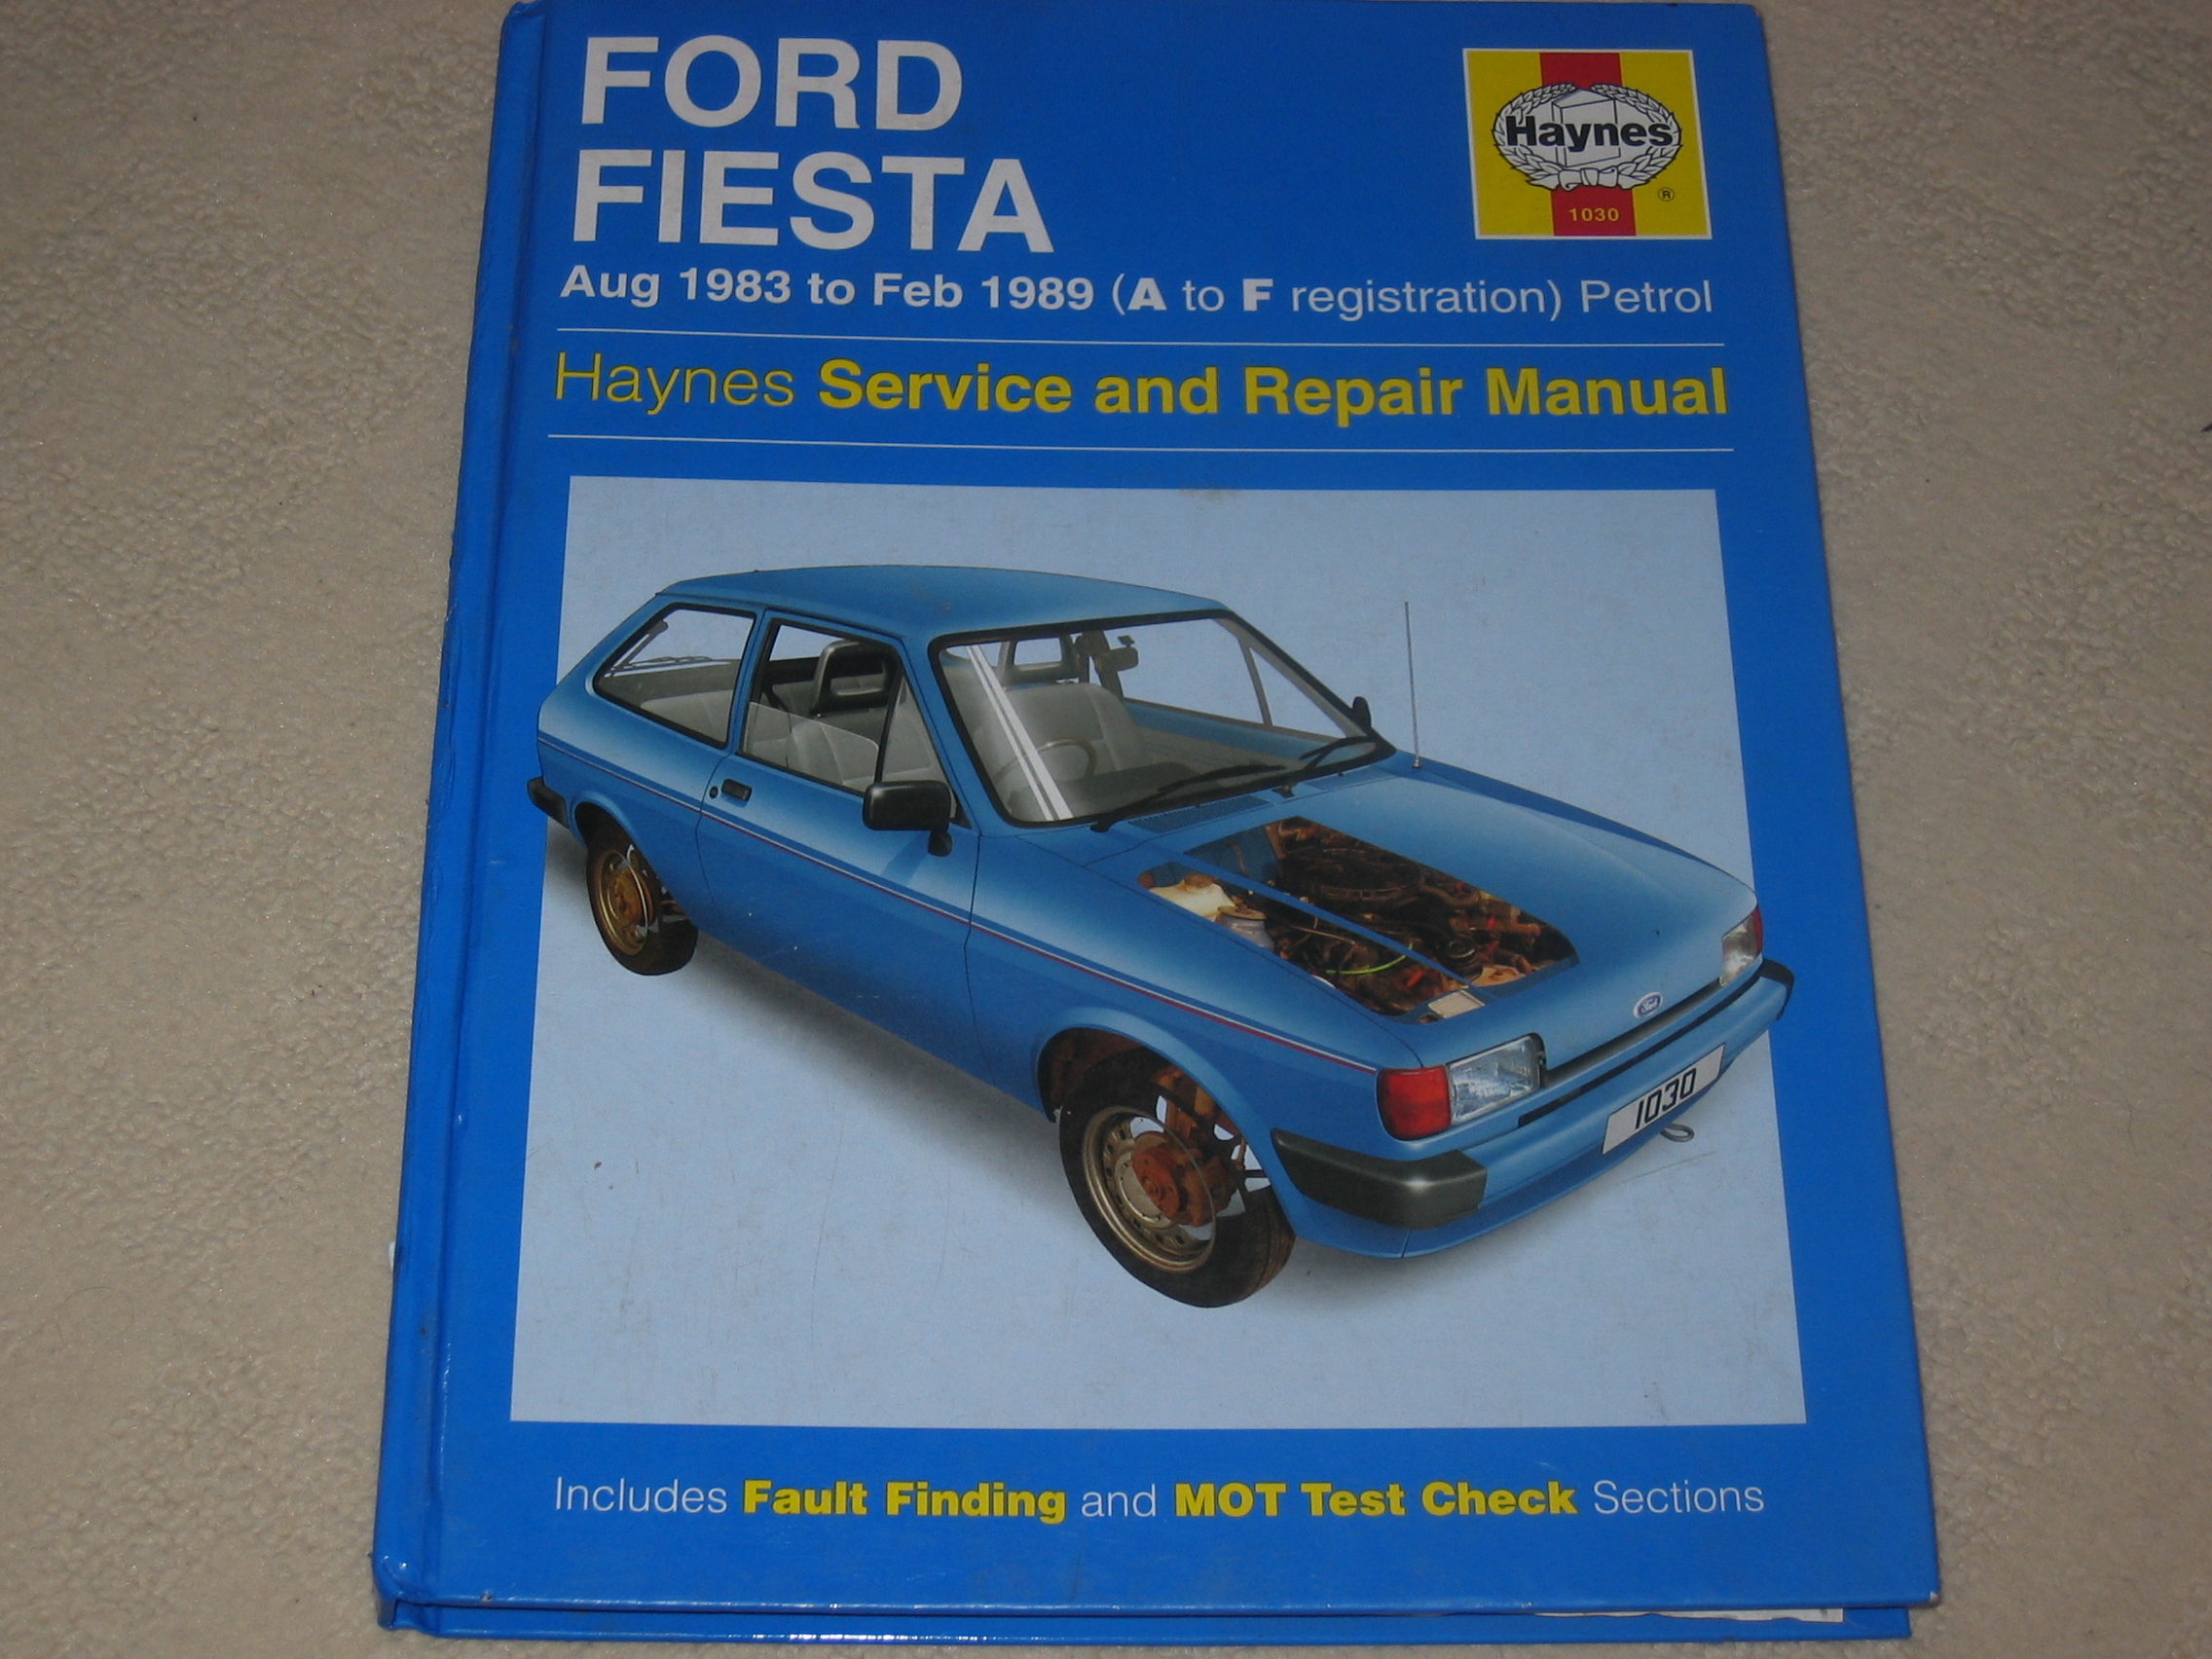 FORD
FIESTA
Haynes
®
1030
Aug 1983 to Feb 1989 (A to F registration) Petrol
Haynes Service and Repair Manual
Ford
1030
Includes Fault Finding and MOT Test Check Sections